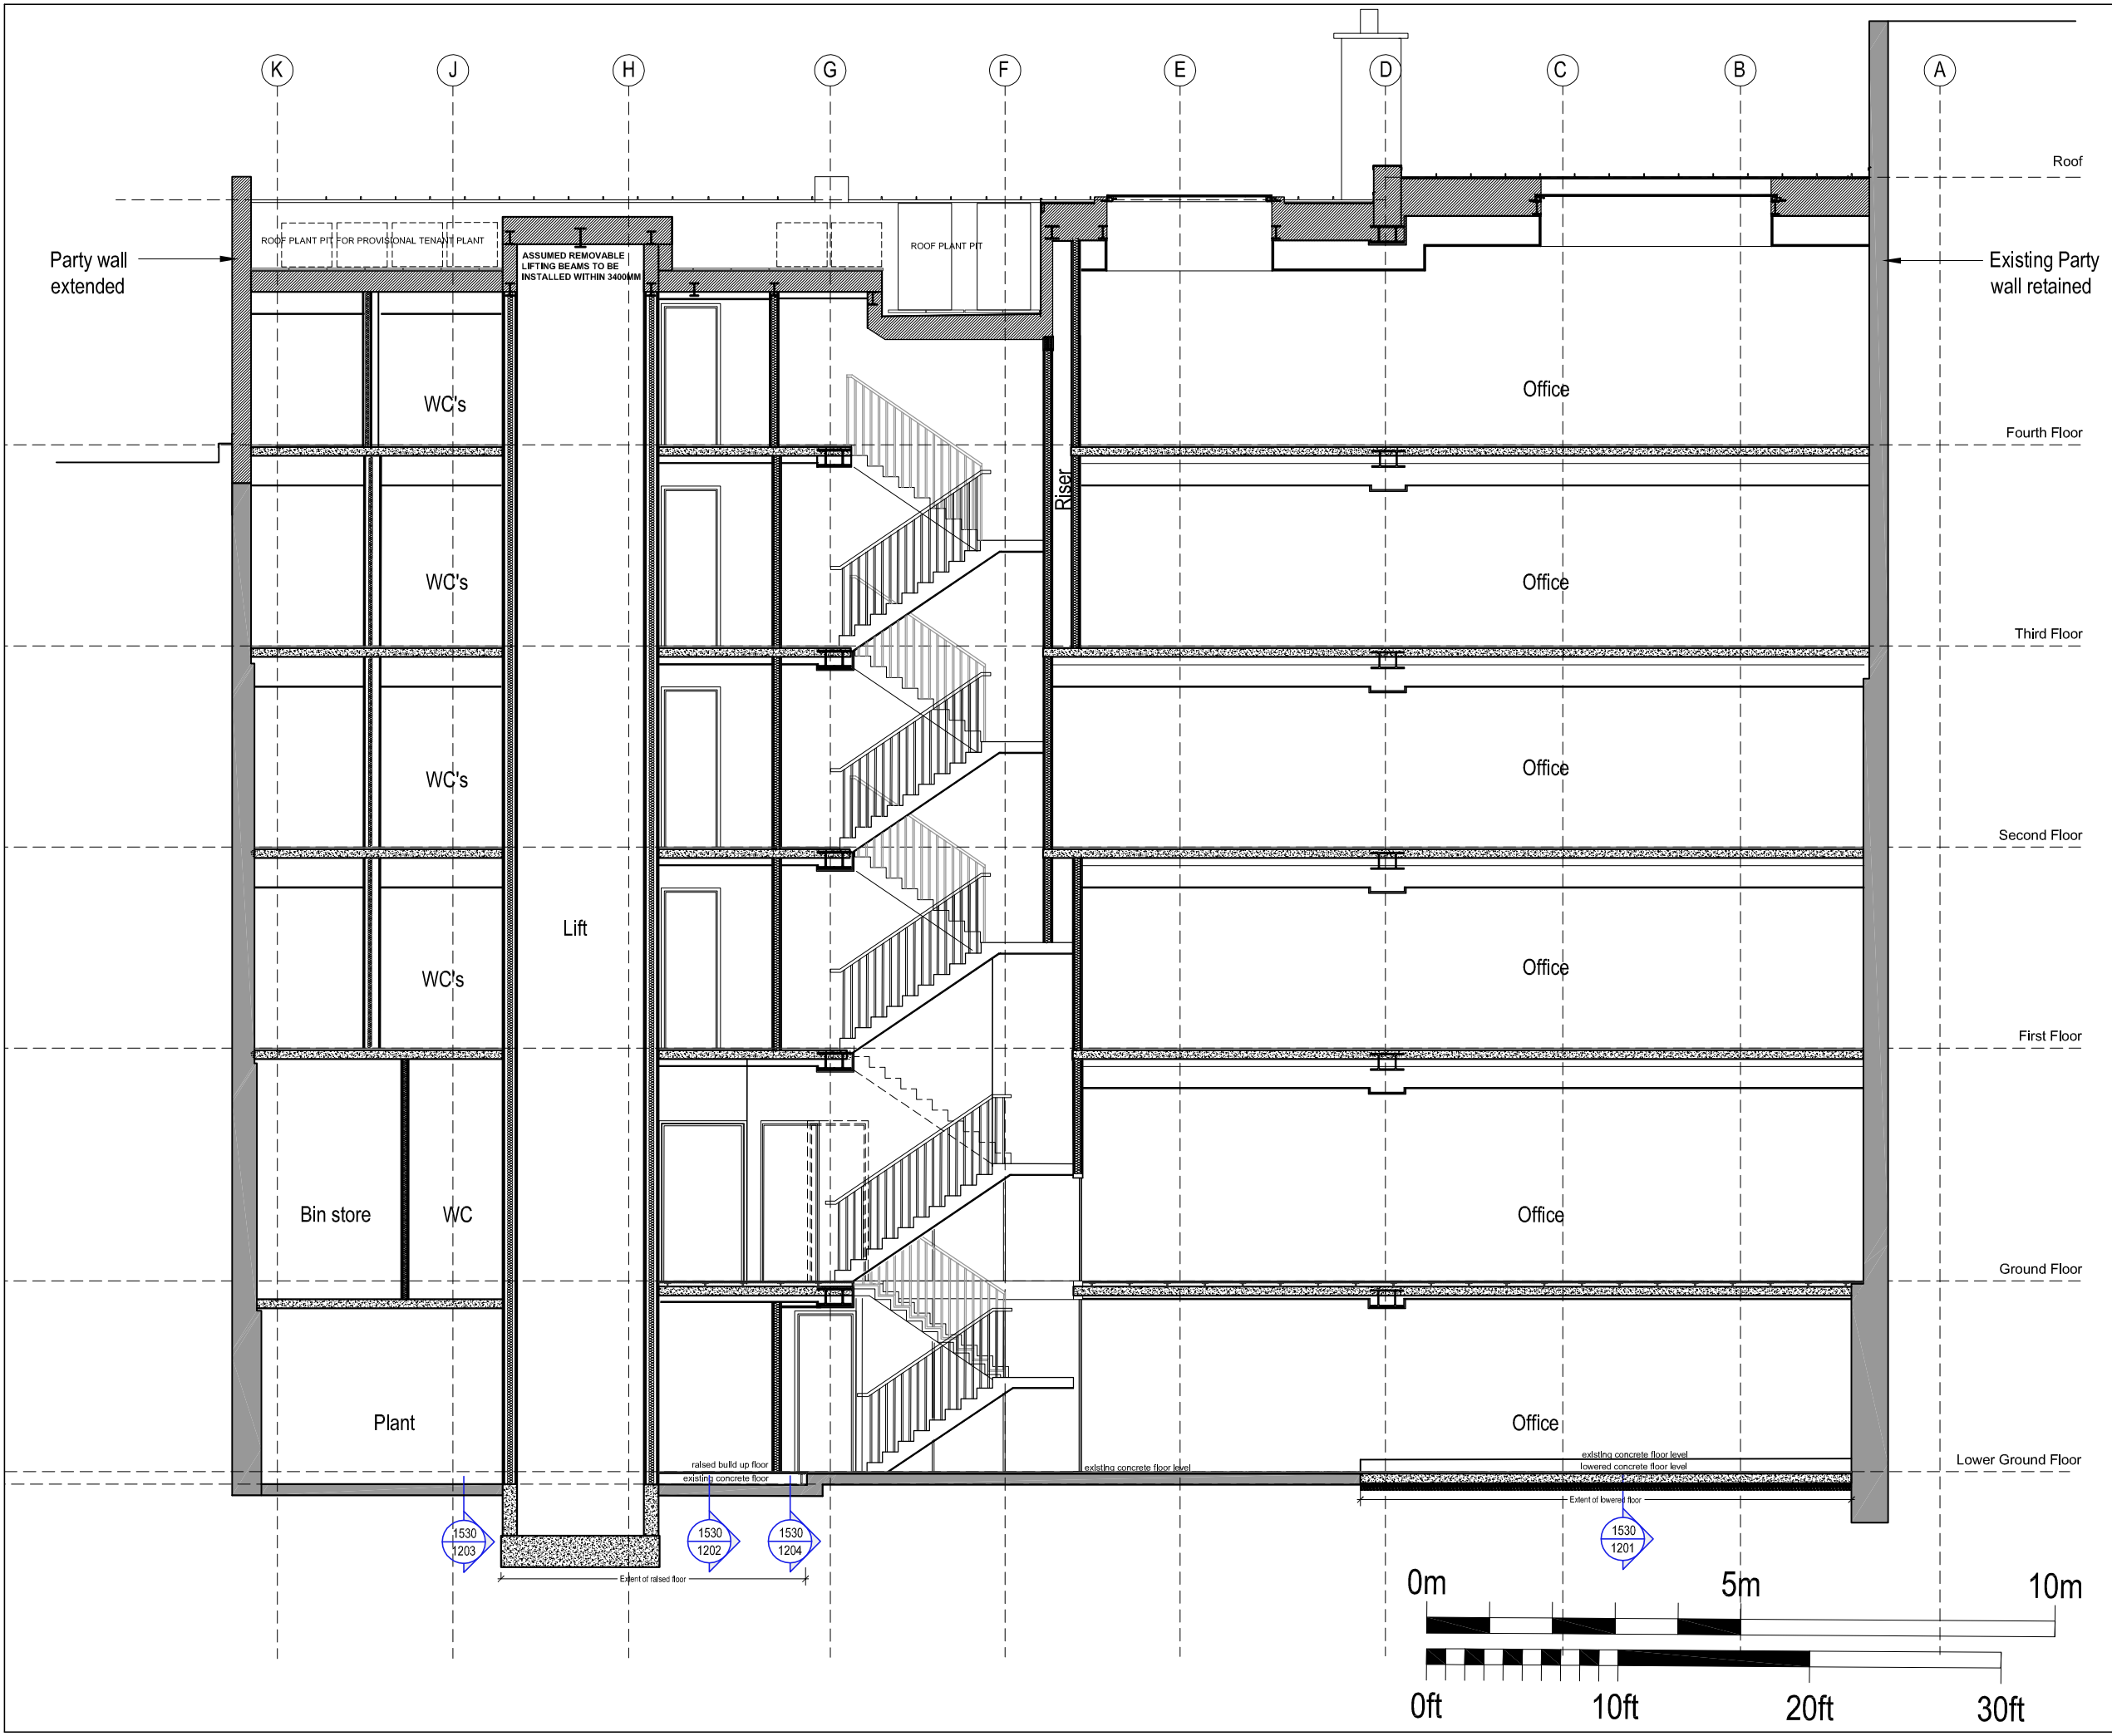 K
J
H
G
F
E
D
C
B
A
Roof
Party wall
extended
ROOF PLANT PIT FOR PROVISIONAL TENANT PLANT
ASSUMED REMOVABLE
LIFTING BEAMS TO BE
INSTALLED WITHIN 3400MM
ROOF PLANT PIT
Existing Party
wall retained
WC's
Office
Fourth Floor
Riser
WC's
Office
Third Floor
WC's
Office
Second Floor
Lift
WC's
Office
First Floor
Bin store
WC
Office
Ground Floor
Plant
Office
raised build up floor
existing concrete floor
existing concrete floor level
existing concrete floor level
lowered concrete floor level
Lower Ground Floor
Extent of lowered floor
1530
1203
1530
1202
1530
1204
1530
1201
Extent of raised floor
0m
5m
10m
0ft
10ft
20ft
30ft